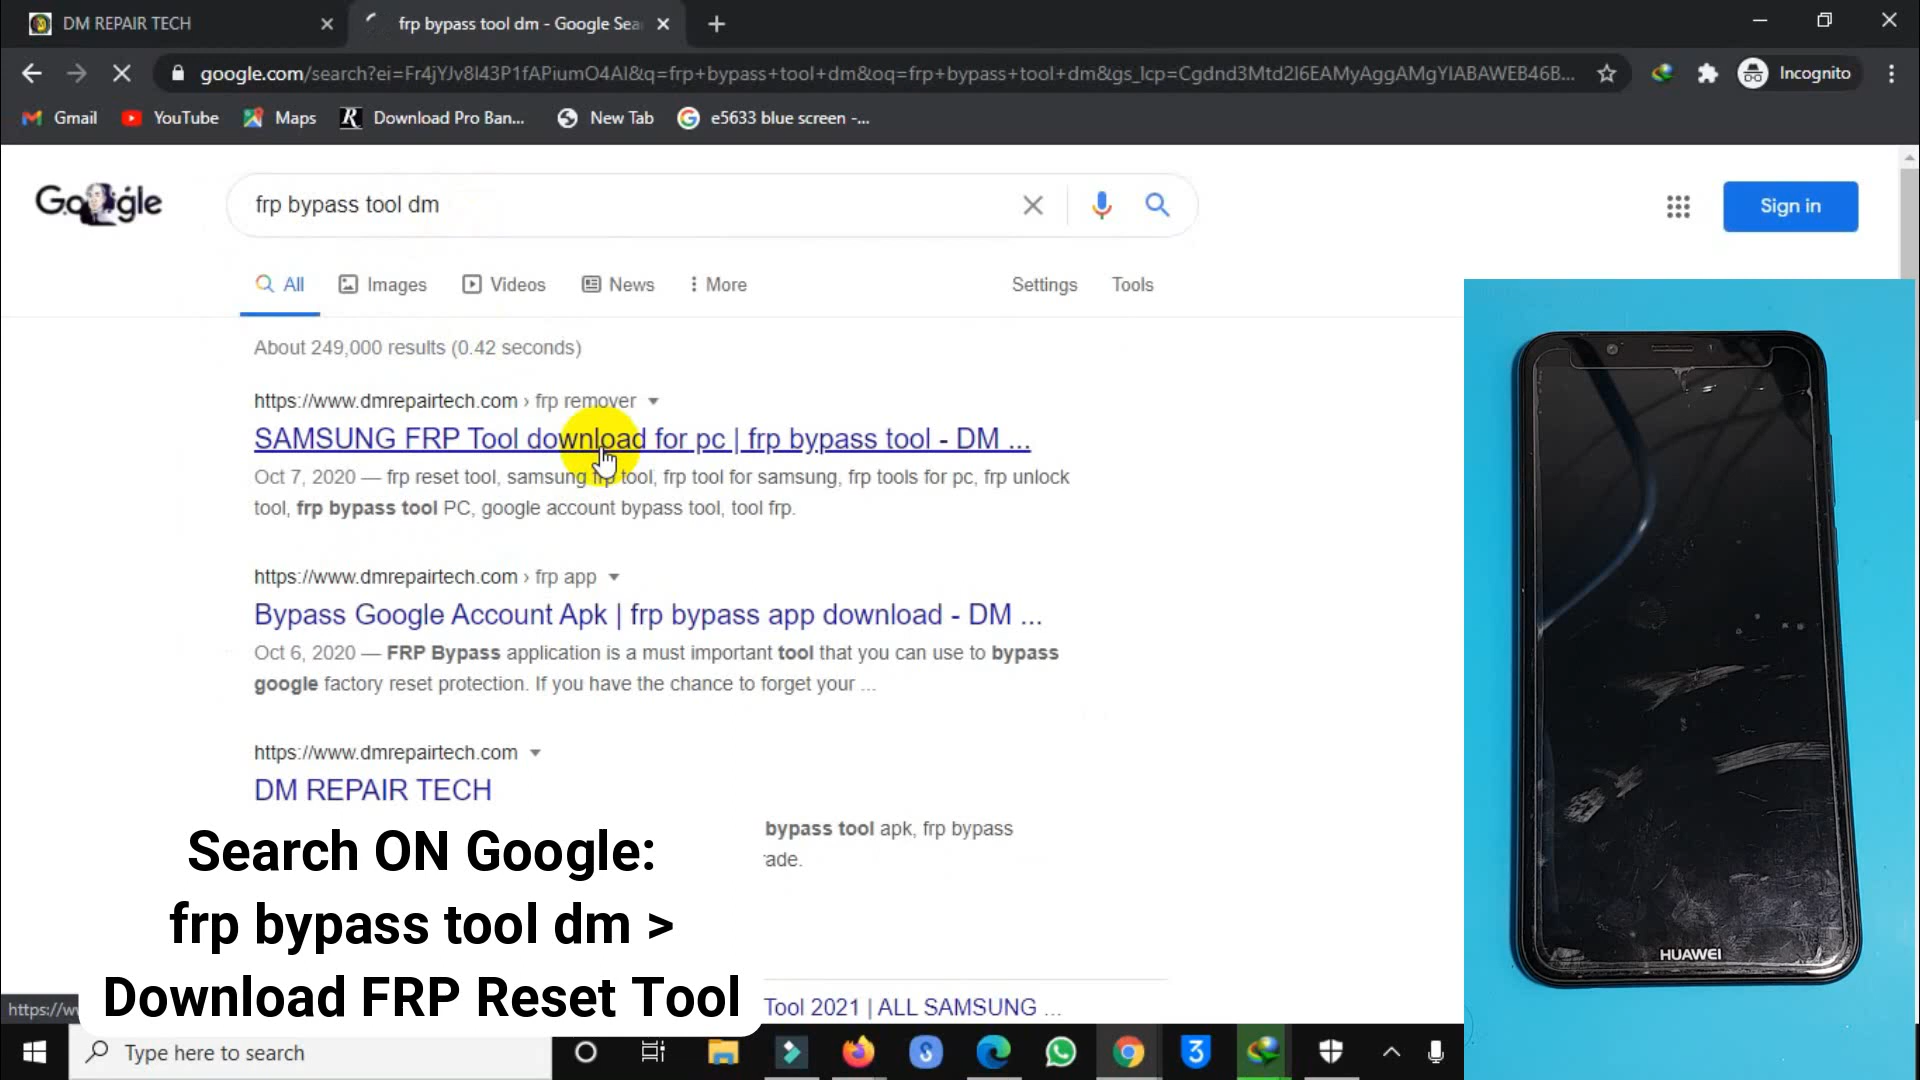 DM REPAIR TECH
frp bypass tool dm - Google Sea
google.com/search?ei=Fr4jYJv8I43P1fAPiumO4AI&q=frp+bypass+tool+dm&oq=frp+bypass+tool+dm&gs_lcp=Cgdnd3Mtd2l6EAMyAggAMgYIABAWEB46B...
Incognito
Gmail
YouTube
Maps
Download Pro Ban...
New Tab
e5633 blue screen -...
Google
frp bypass tool dm
Sign in
All
Images
Videos
News
More
Settings
Tools
About 249,000 results (0.42 seconds)
https://www.dmrepairtech.com › frp remover
SAMSUNG FRP Tool download for pc | frp bypass tool - DM ...
Oct 7, 2020 — frp reset tool, samsung frp tool, frp tool for samsung, frp tools for pc, frp unlock
tool, frp bypass tool PC, google account bypass tool, tool frp.
https://www.dmrepairtech.com › frp app
Bypass Google Account Apk | frp bypass app download - DM ...
Oct 6, 2020 — FRP Bypass application is a must important tool that you can use to bypass
google factory reset protection. If you have the chance to forget your ...
https://www.dmrepairtech.com
DM REPAIR TECH
bypass tool apk, frp bypass
ade.
Search ON Google:
frp bypass tool dm >
Download FRP Reset Tool
Tool 2021 | ALL SAMSUNG ...
https://w
Type here to search
HUAWEI